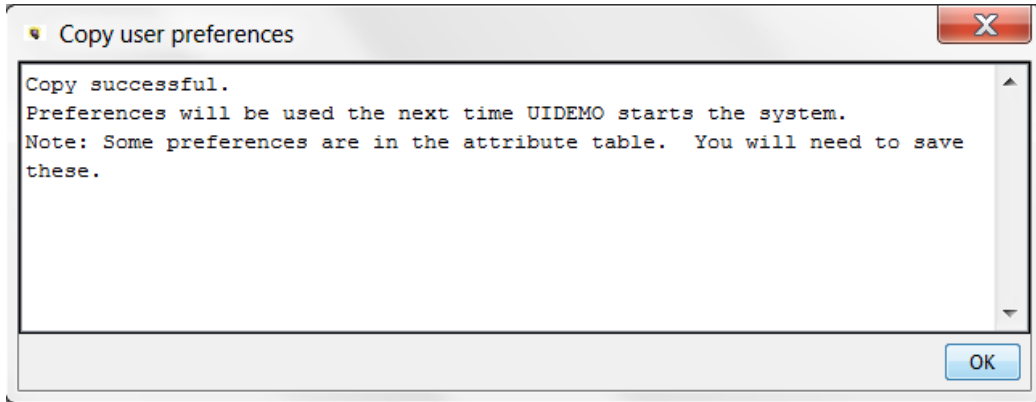 Copy user preferences
X
Copy successful.
Preferences will be used the next time UIDEMO starts the system.
Note: Some preferences are in the attribute table.  You will need to save
these.
OK